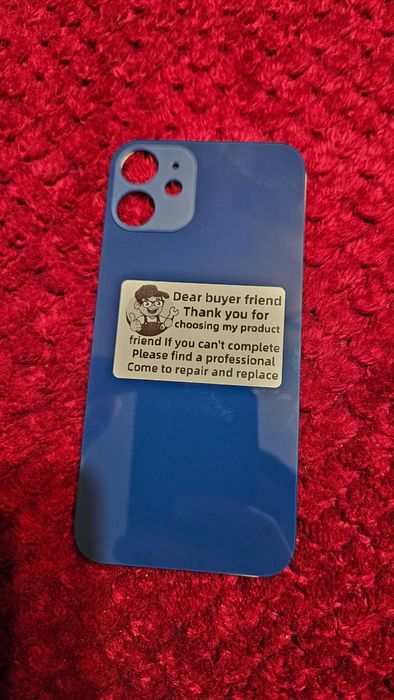 Dear buyer friend
Thank you for
choosing my product
friend If you can't complete
Please find a professional
Come to repair and replace